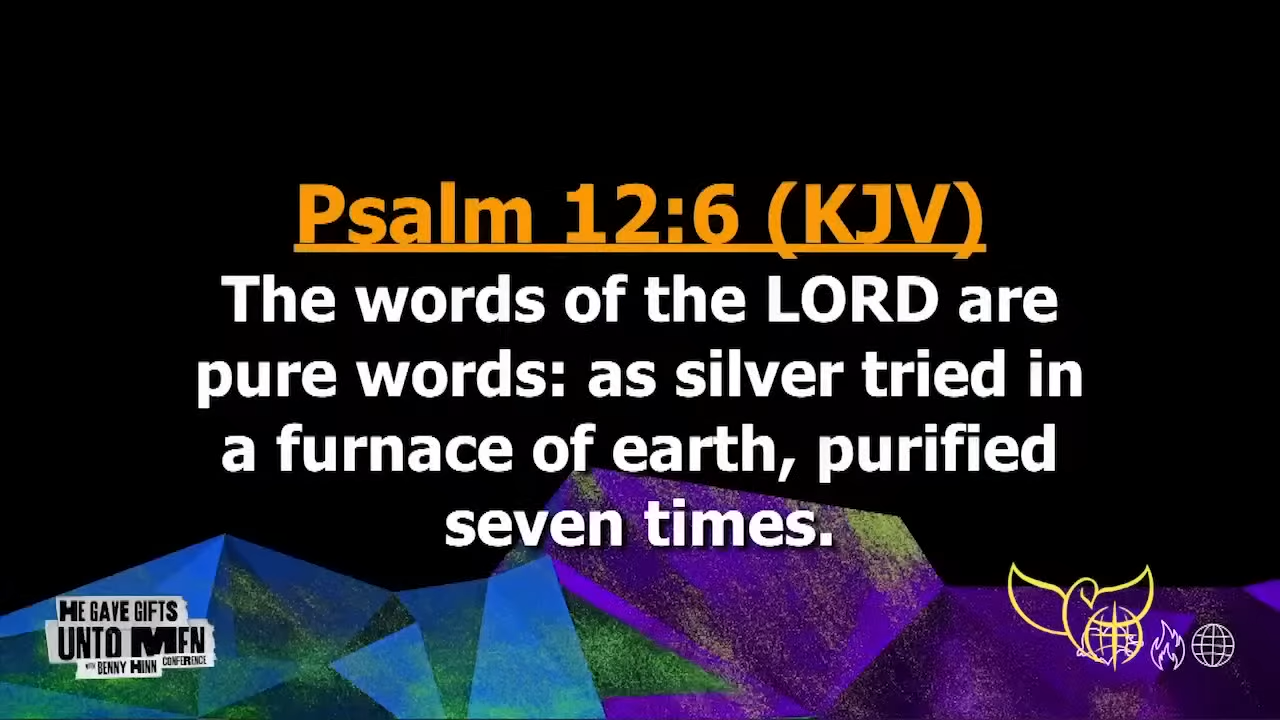 Psalm 12:6 (KJV)
The words of the LORD are
pure words: as silver tried in
a furnace of earth, purified
seven times.
HE GAVE GIFTS
UNTO MEN
WITH BENNY HINN CONFERENCE